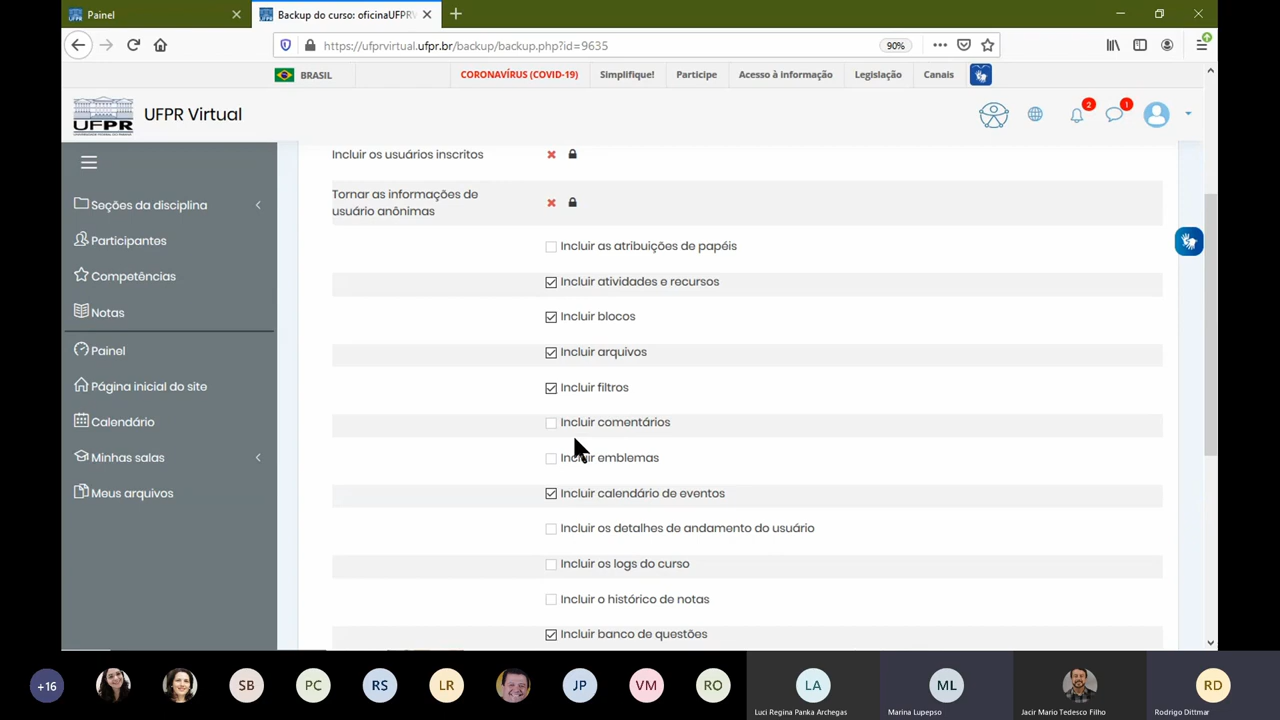 Painel
Backup do curso: oficinaUFPRV
https://ufprvirtual.ufpr.br/backup/backup.php?id=9635
90%
BRASIL
CORONAVÍRUS (COVID-19)
Simplifique!
Participe
Acesso à informação
Legislação
Canais
UFPR
UFPR Virtual
2
1
Seções da disciplina
Participantes
Competências
Notas
Painel
Página inicial do site
Calendário
Minhas salas
Meus arquivos
Incluir os usuários inscritos
Tornar as informações de
usuário anônimas
Incluir as atribuições de papéis
Incluir atividades e recursos
Incluir blocos
Incluir arquivos
Incluir filtros
Incluir comentários
Incluir emblemas
Incluir calendário de eventos
Incluir os detalhes de andamento do usuário
Incluir os logs do curso
Incluir o histórico de notas
Incluir banco de questões
+16
SB
PC
RS
LR
JP
VM
RO
LA
ML
RD
Luci Regina Panka Archegas
Marina Lupepso
Jacir Mario Tedesco Filho
Rodrigo Dittmar